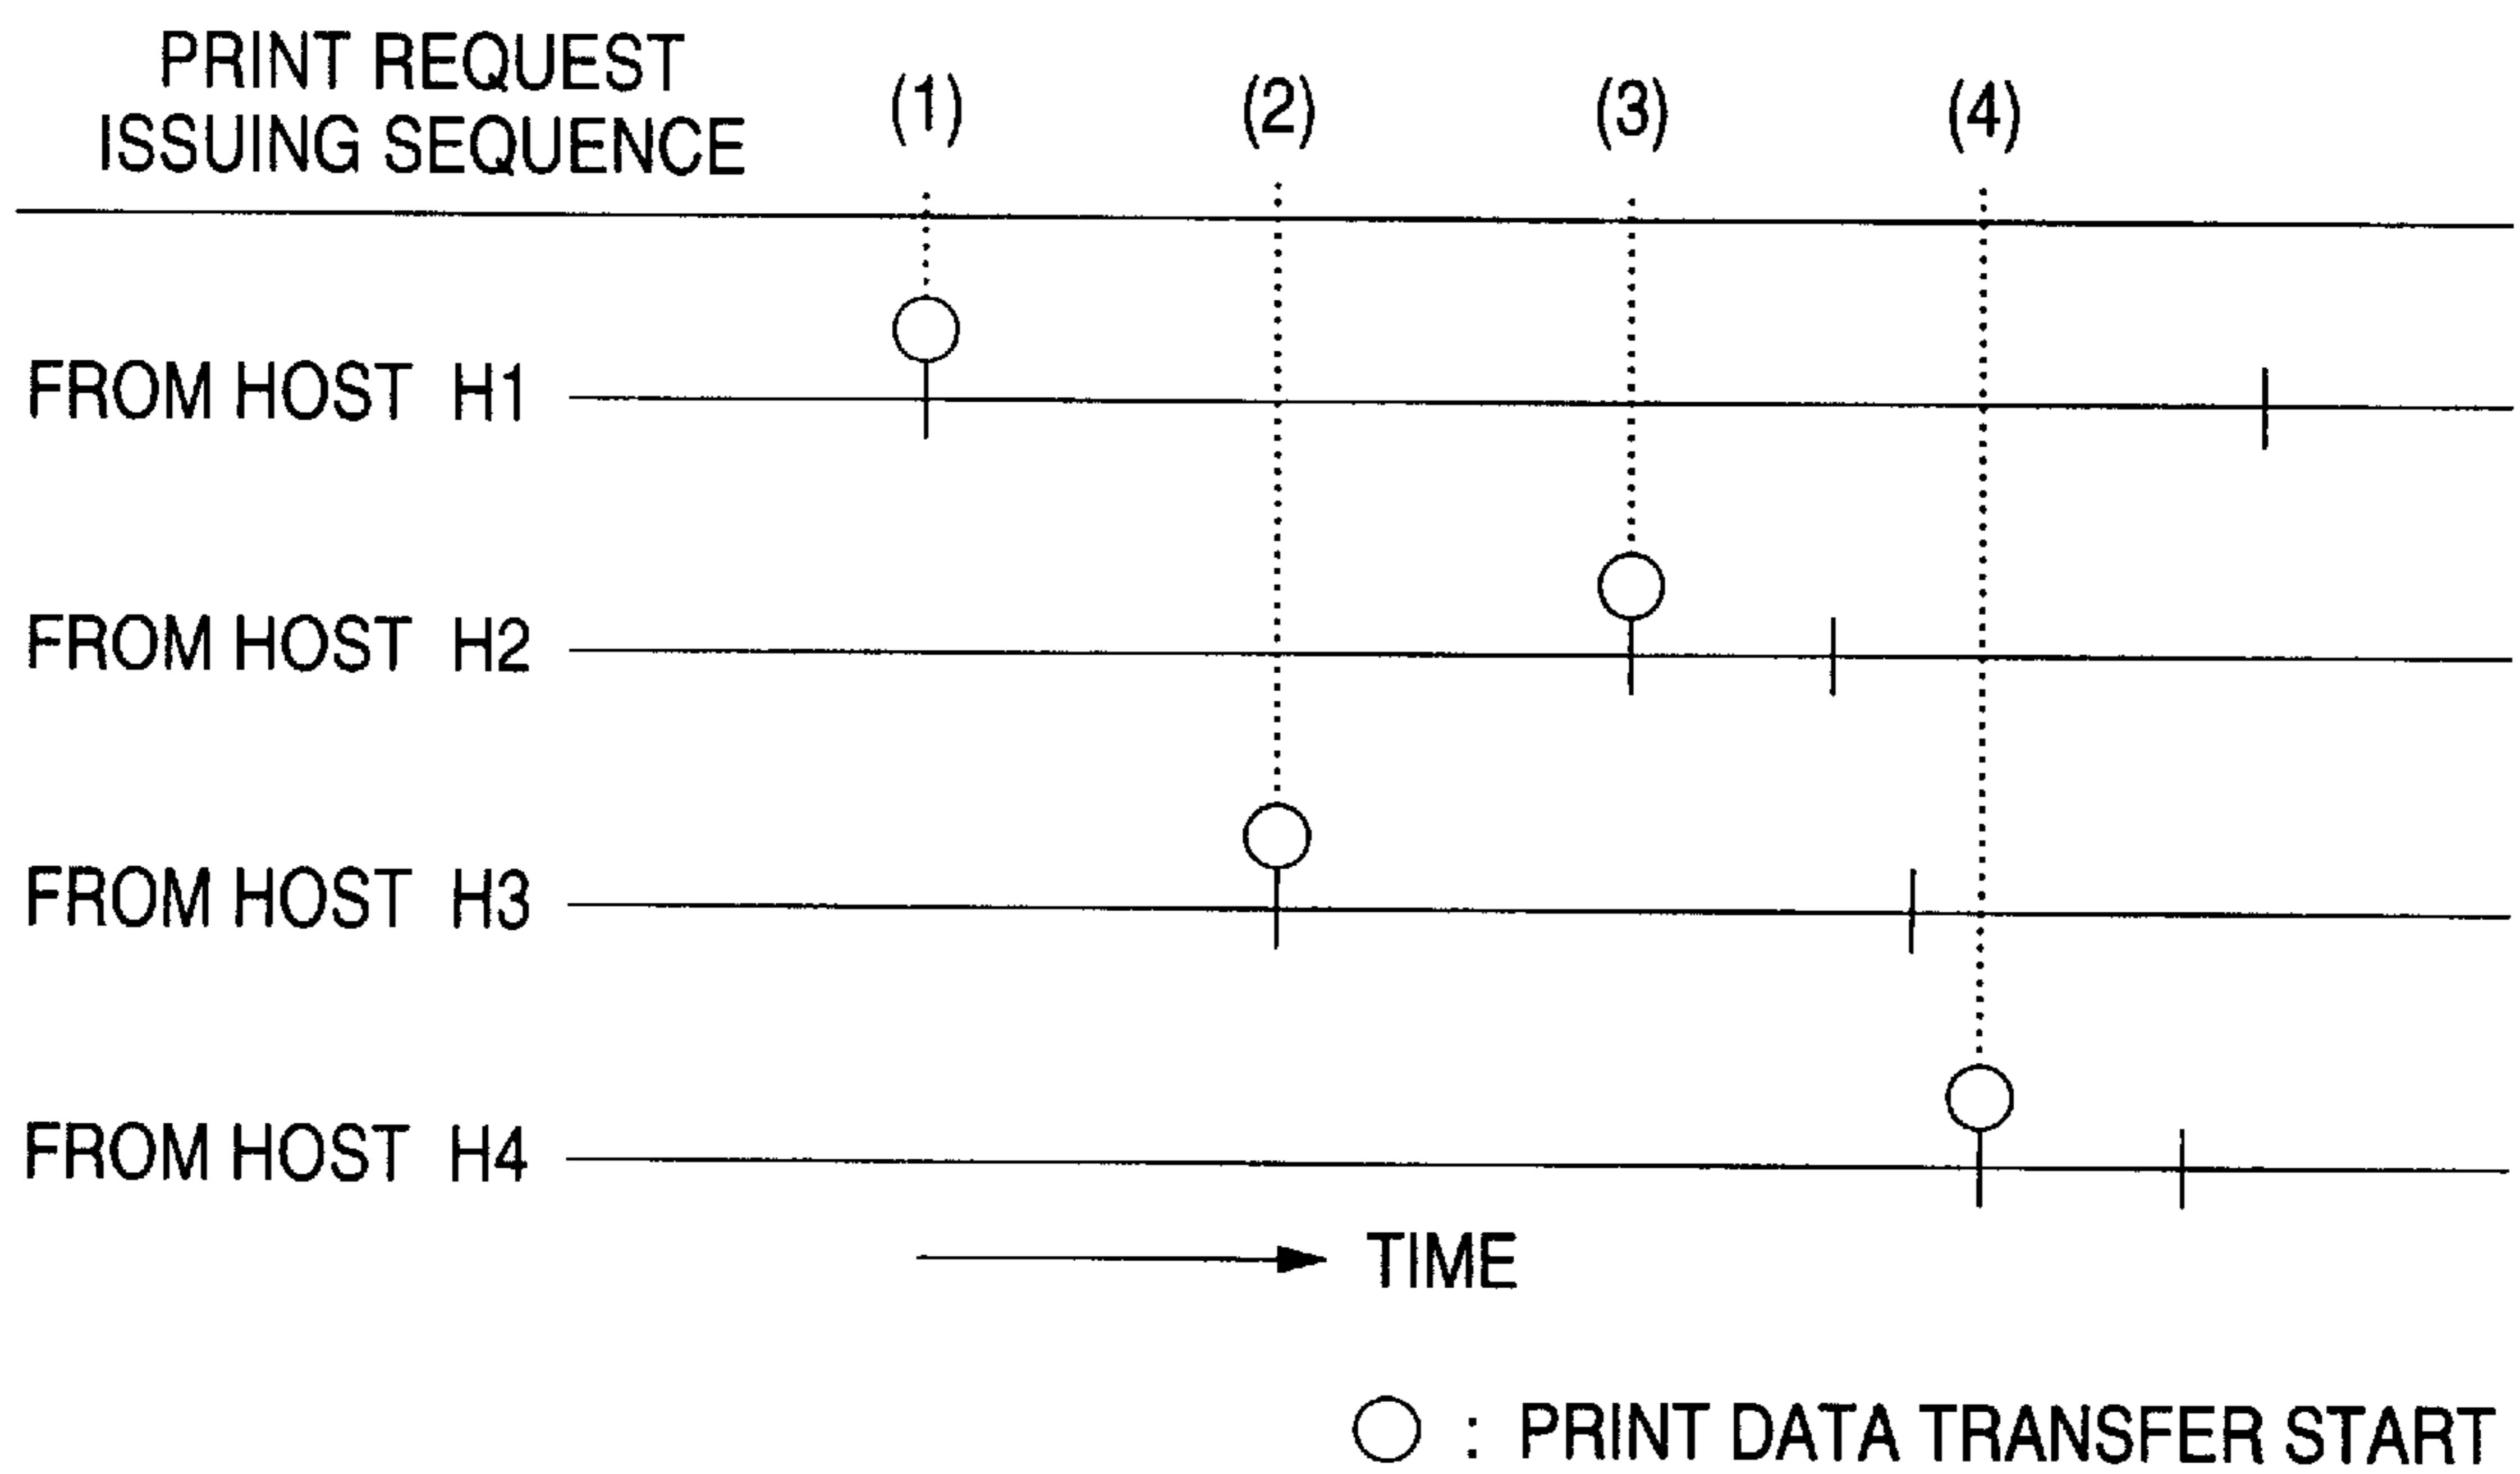 PRINT REQUEST
ISSUING SEQUENCE
(1) (2) (3) (4)
FROM HOST H1
FROM HOST H2
FROM HOST H3
FROM HOST H4
TIME
: PRINT DATA TRANSFER START